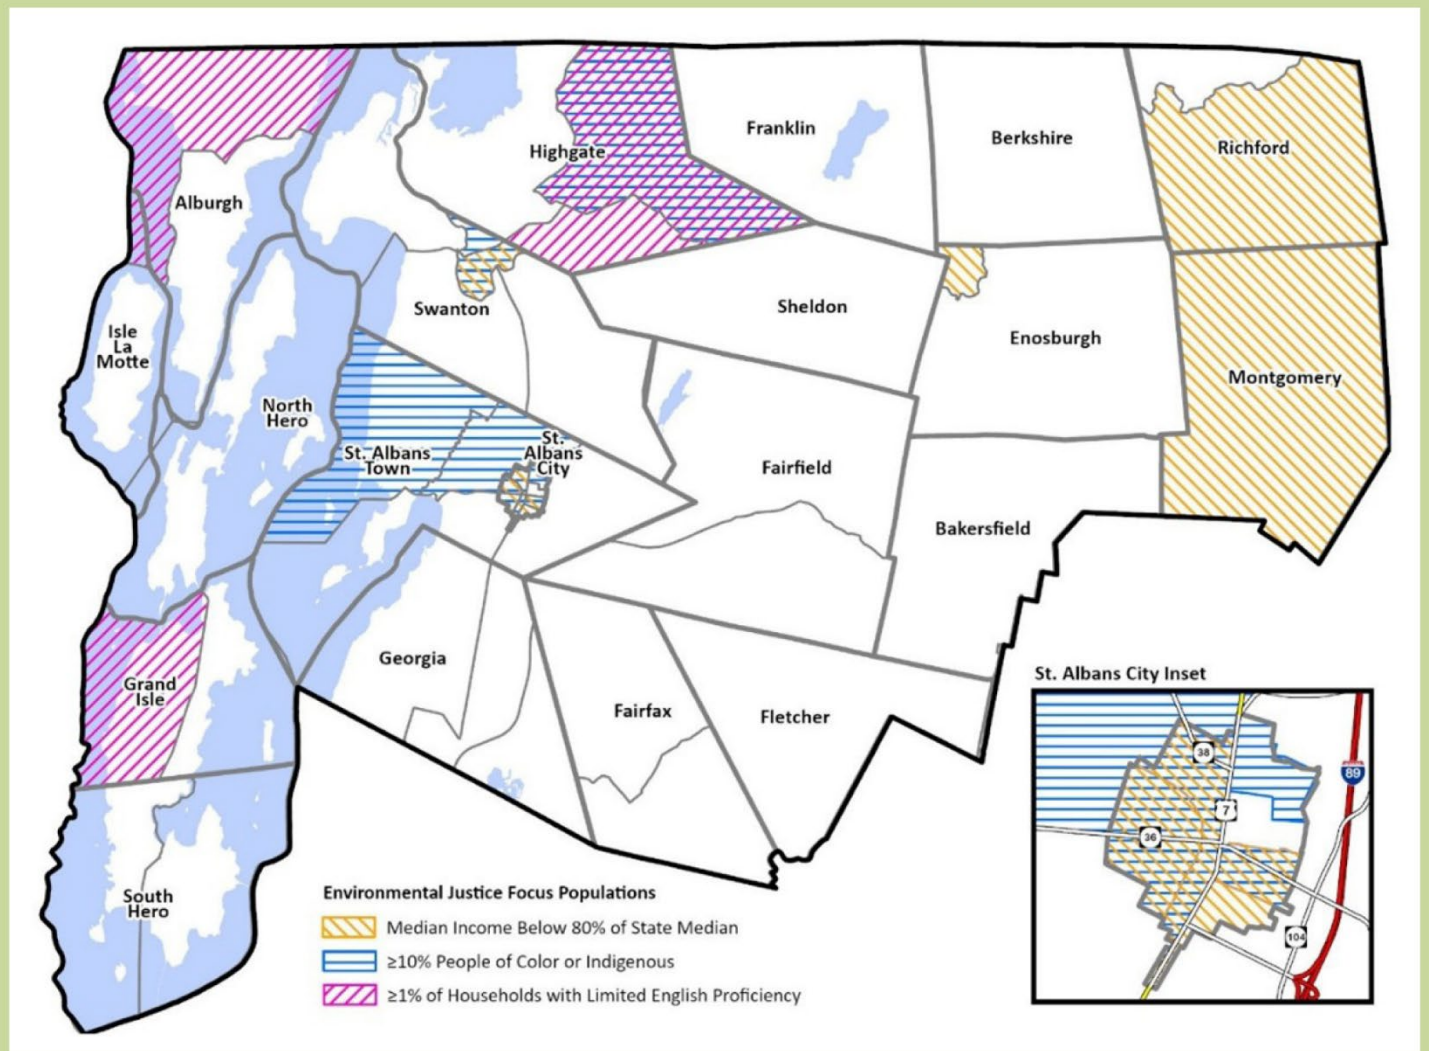 Franklin
Berkshire
Richford
Highgate
Alburgh
Swanton
Sheldon
Enosburgh
Isle
La
Motte
Montgomery
North
Hero
St. Albans
Town
St.
Albans
City
Fairfield
Bakersfield
Georgia
Grand
Isle
Fairfax
Fletcher
South
Hero
St. Albans City Inset
38
89
7
36
104
Environmental Justice Focus Populations
Median Income Below 80% of State Median
≥10% People of Color or Indigenous
≥1% of Households with Limited English Proficiency